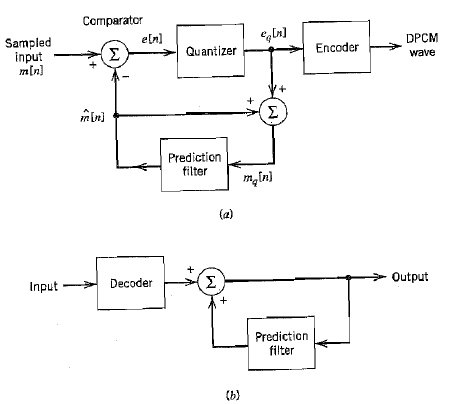 Comparator
Sampled
input
m[n]
+
Σ
−
e[n]
Quantizer
e_q[n]
Encoder
DPCM
wave
+
m̂[n]
+
Σ
Prediction
filter
m_q[n]
(a)
Input
Decoder
+
Σ
+
Output
Prediction
filter
(b)